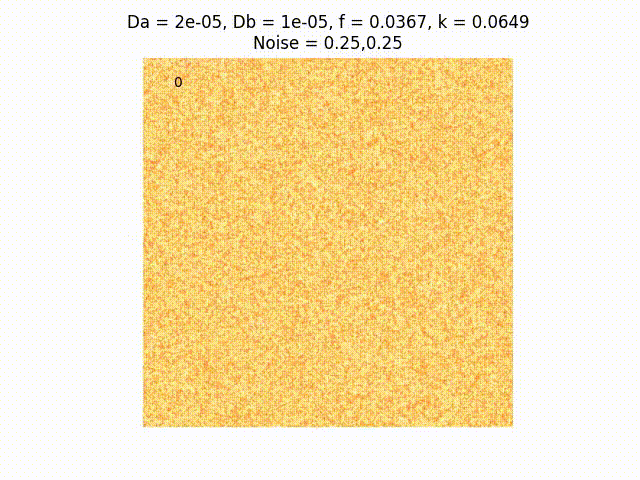 Da = 2e-05, Db = 1e-05, f = 0.0367, k = 0.0649
Noise = 0.25,0.25
0